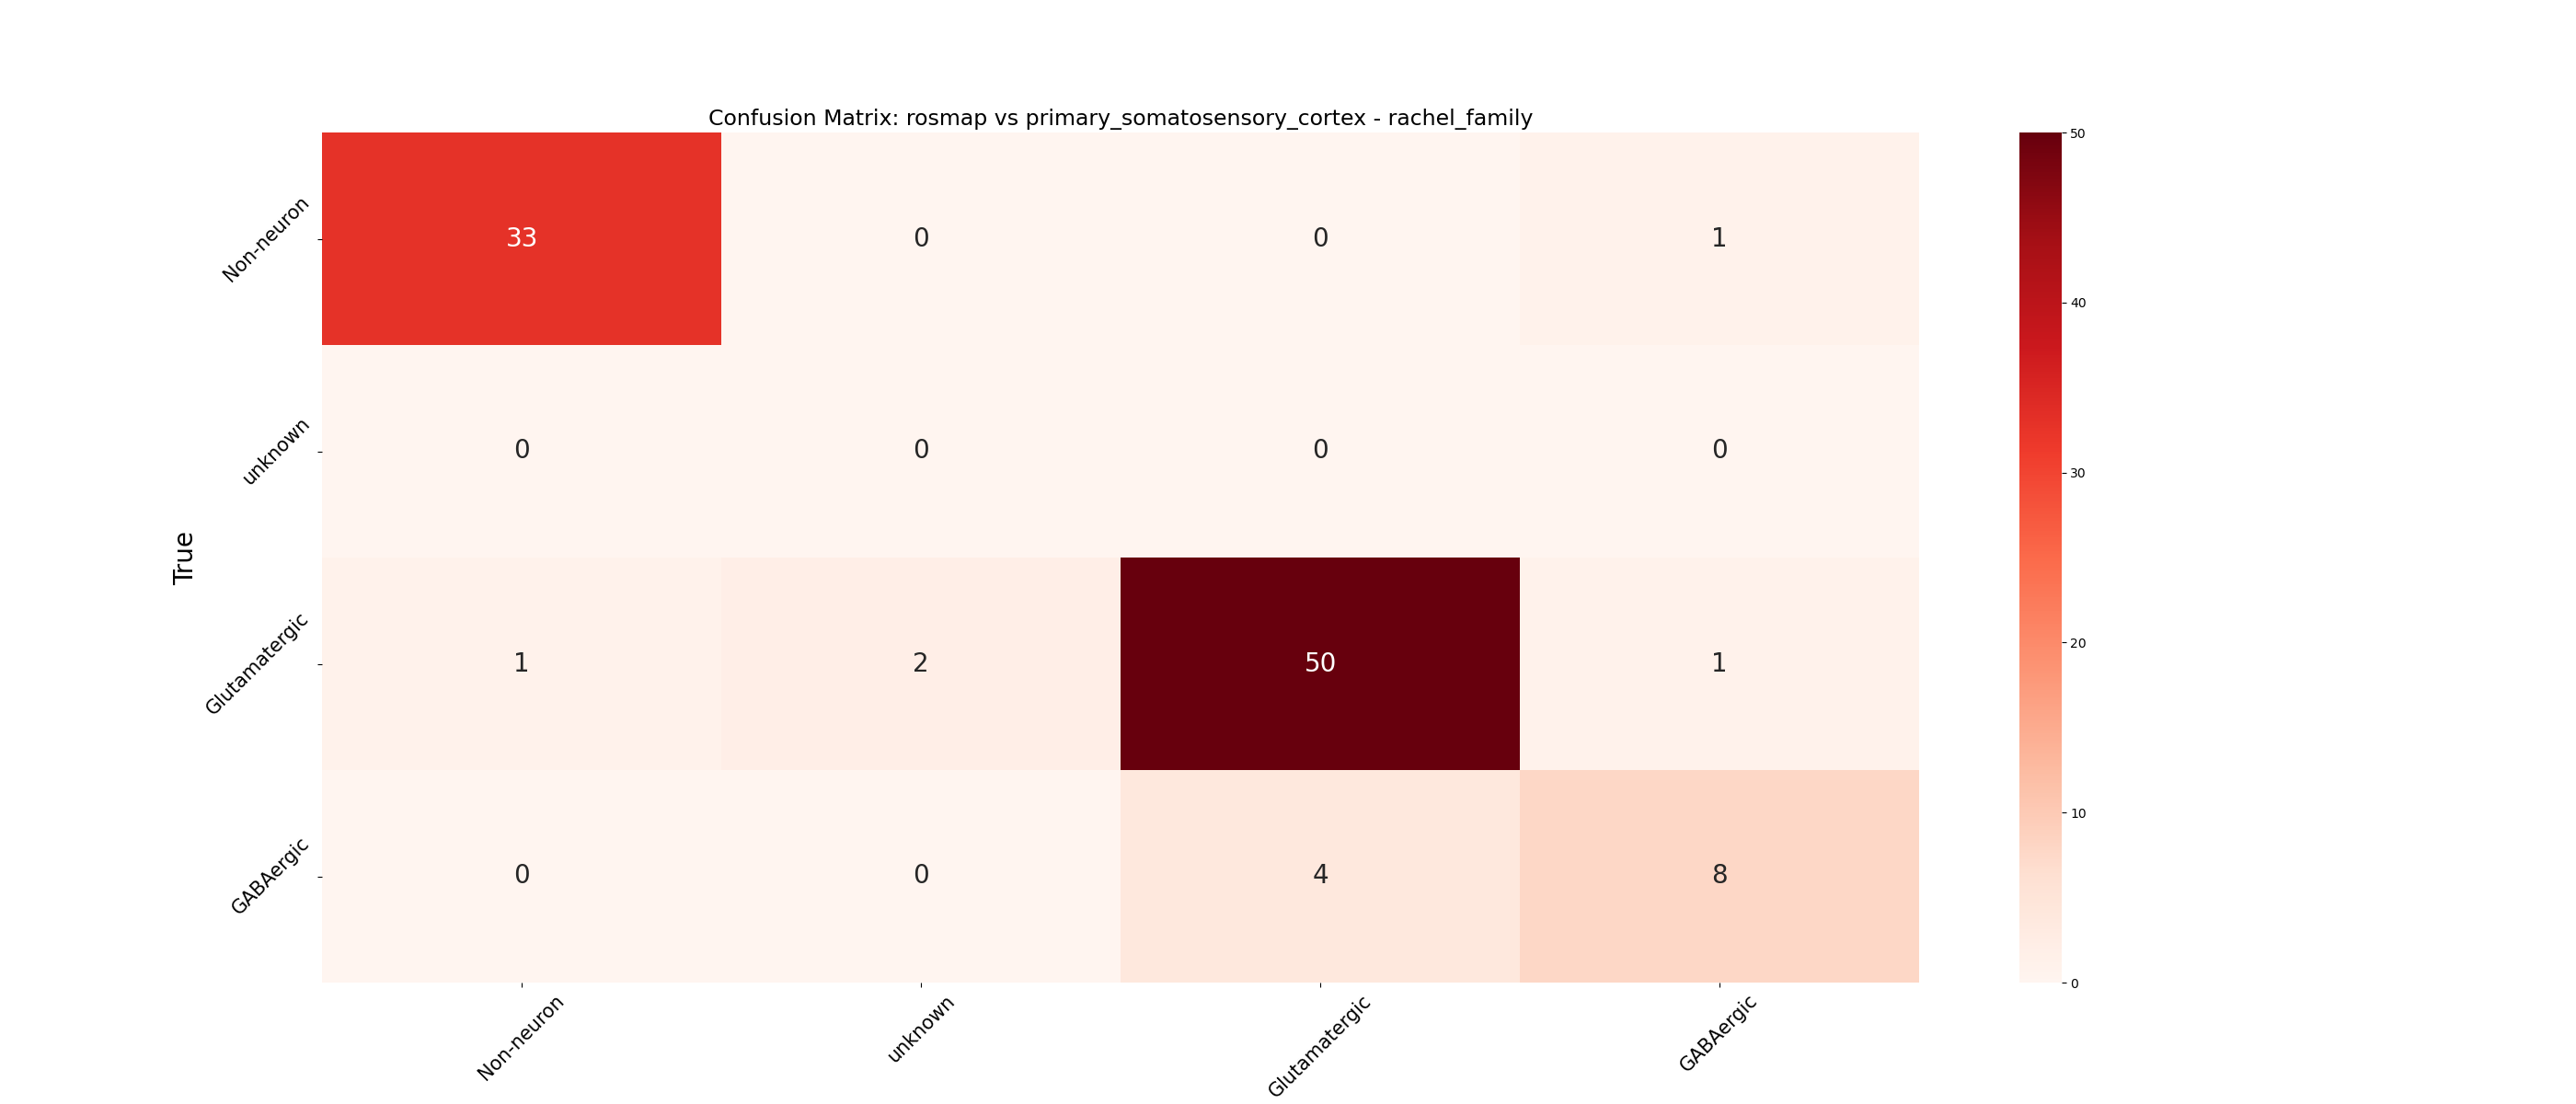 Confusion Matrix: rosmap vs primary_somatosensory_cortex - rachel_family
50
Non-neuron
33 0 0 1
40
unknown
0 0 0 0
30
True
Glutamatergic
1 2 50 1
20
10
GABAergic
0 0 4 8
0
Non-neuron unknown Glutamatergic GABAergic